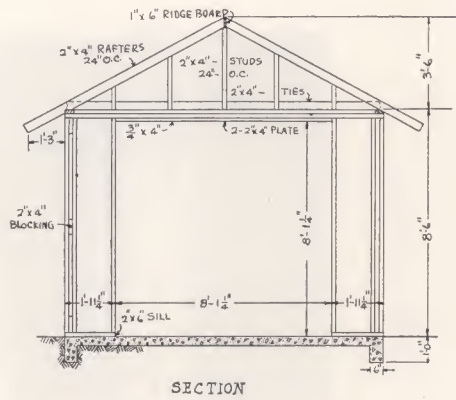 1"x 6" RIDGE BOARD
2"x 4" RAFTERS
24" O.C.
2"x 4"- STUDS
24"- O.C.
2"x 4"- TIES
3'-6"
1'-3"
3/4" x 4"-
2-2"x 4" PLATE
2"x 4"
BLOCKING
8'-1 1/4"
8'-6"
1'-11 1/4"
8'-1 1/4"
1'-11 1/4"
2"x 6" SILL
6"
1'-0"
SECTION